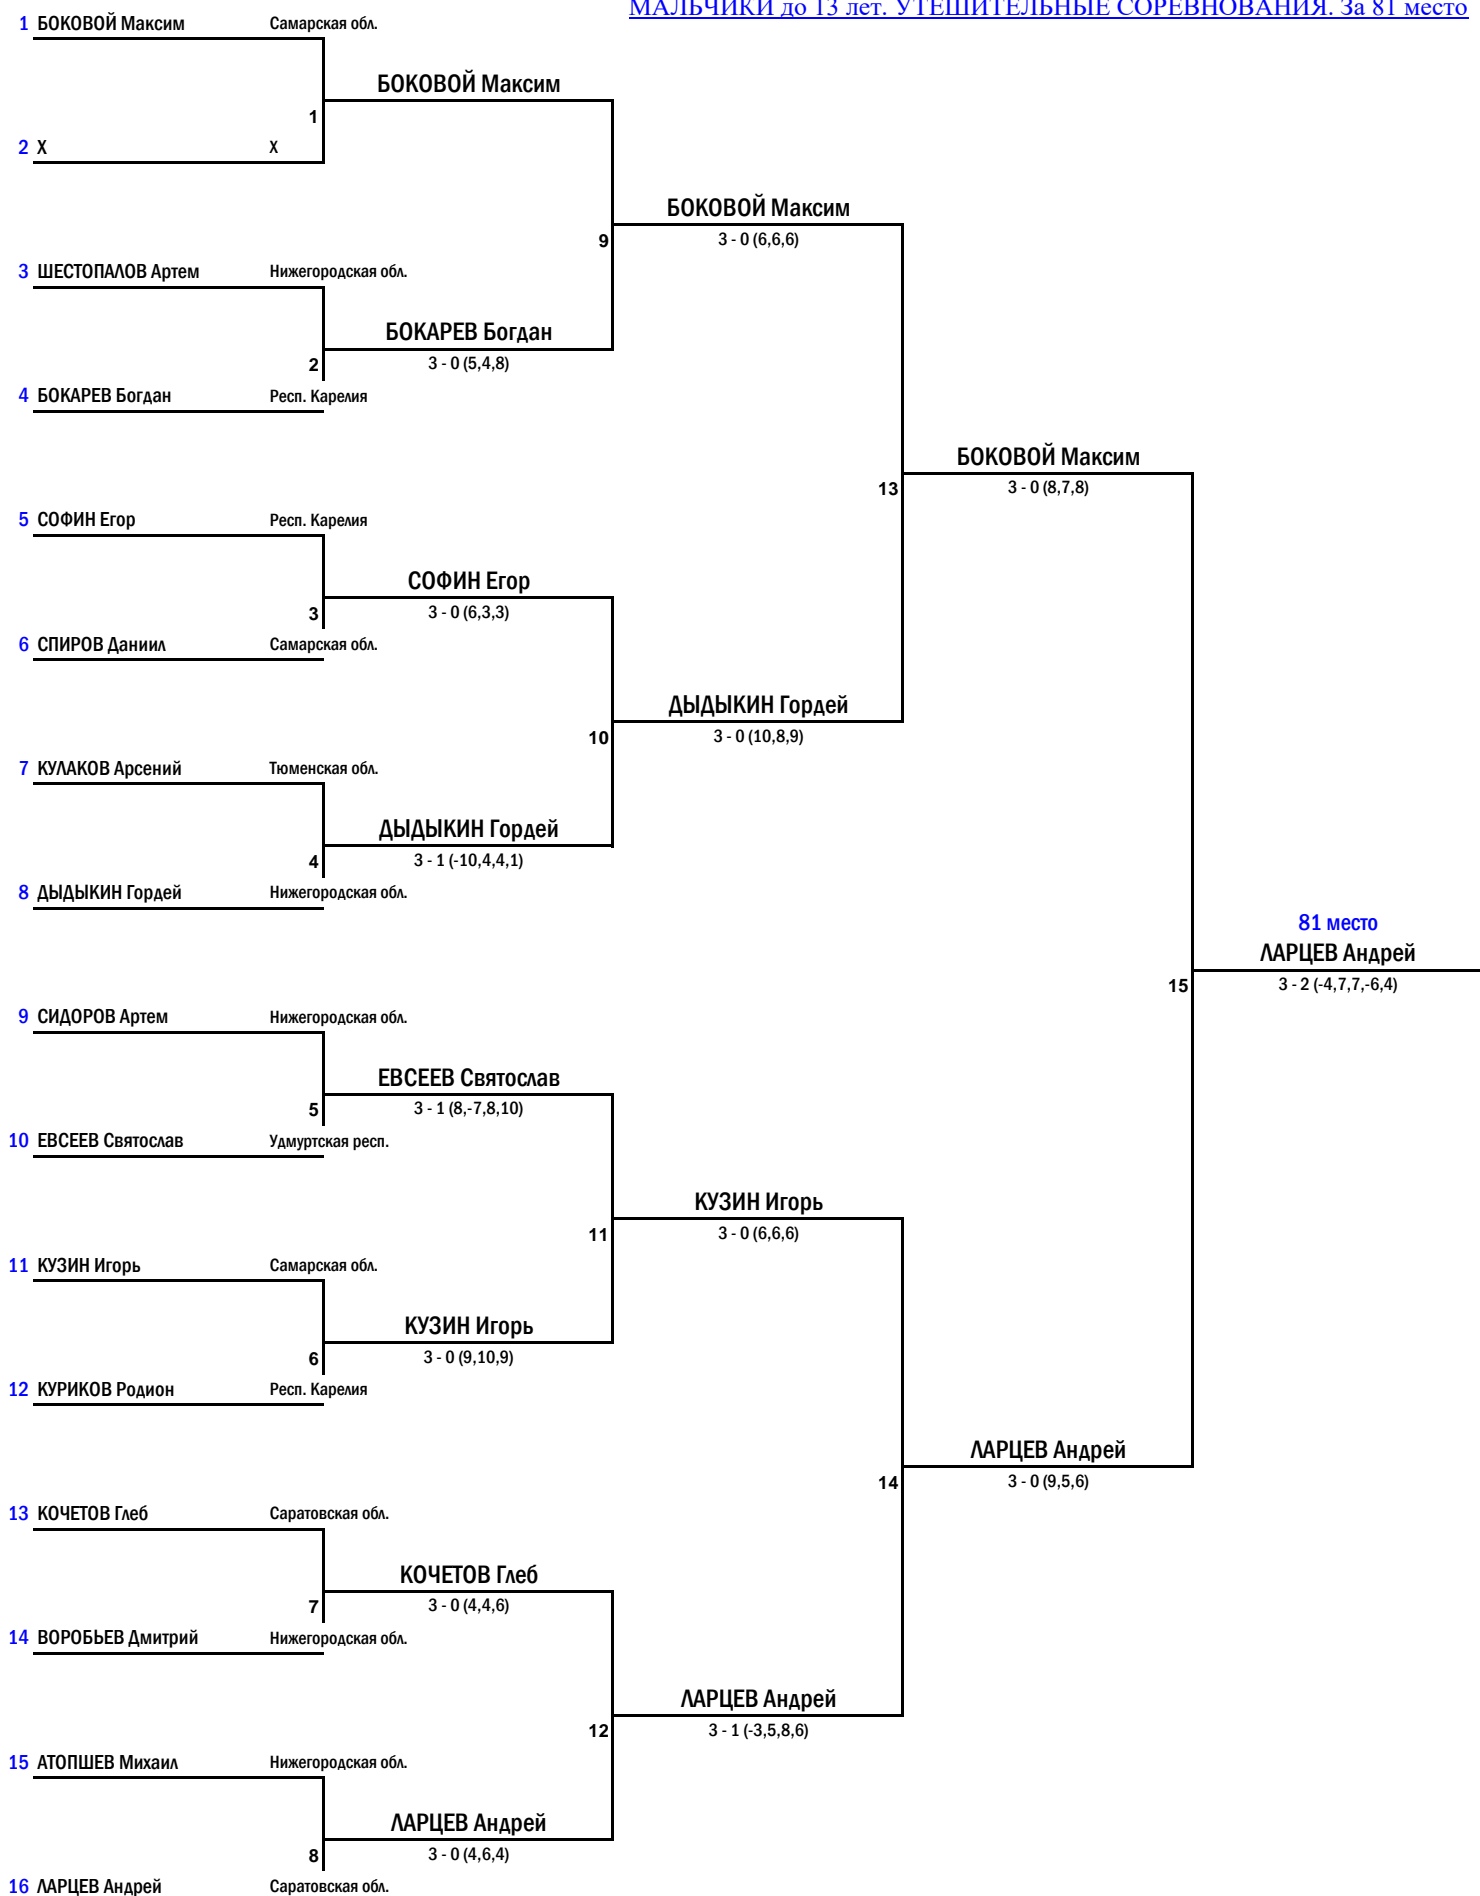 МАЛЬЧИКИ до 13 лет. УТЕШИТЕЛЬНЫЕ СОРЕВНОВАНИЯ. За 81 место
1 БОКОВОЙ Максим Самарская обл.
БОКОВОЙ Максим
1
2 X X
БОКОВОЙ Максим
9 3 - 0 (6,6,6)
3 ШЕСТОПАЛОВ Артем Нижегородская обл.
БОКАРЕВ Богдан
2 3 - 0 (5,4,8)
4 БОКАРЕВ Богдан Респ. Карелия
БОКОВОЙ Максим
13 3 - 0 (8,7,8)
5 СОФИН Егор Респ. Карелия
СОФИН Егор
3 3 - 0 (6,3,3)
6 СПИРОВ Даниил Самарская обл.
ДЫДЫКИН Гордей
10 3 - 0 (10,8,9)
7 КУЛАКОВ Арсений Тюменская обл.
ДЫДЫКИН Гордей
4 3 - 1 (-10,4,4,1)
8 ДЫДЫКИН Гордей Нижегородская обл.
81 место
ЛАРЦЕВ Андрей
15 3 - 2 (-4,7,7,-6,4)
9 СИДОРОВ Артем Нижегородская обл.
ЕВСЕЕВ Святослав
5 3 - 1 (8,-7,8,10)
10 ЕВСЕЕВ Святослав Удмуртская респ.
КУЗИН Игорь
11 3 - 0 (6,6,6)
11 КУЗИН Игорь Самарская обл.
КУЗИН Игорь
6 3 - 0 (9,10,9)
12 КУРИКОВ Родион Респ. Карелия
ЛАРЦЕВ Андрей
14 3 - 0 (9,5,6)
13 КОЧЕТОВ Глеб Саратовская обл.
КОЧЕТОВ Глеб
7 3 - 0 (4,4,6)
14 ВОРОБЬЕВ Дмитрий Нижегородская обл.
ЛАРЦЕВ Андрей
12 3 - 1 (-3,5,8,6)
15 АТОПШЕВ Михаил Нижегородская обл.
ЛАРЦЕВ Андрей
8 3 - 0 (4,6,4)
16 ЛАРЦЕВ Андрей Саратовская обл.